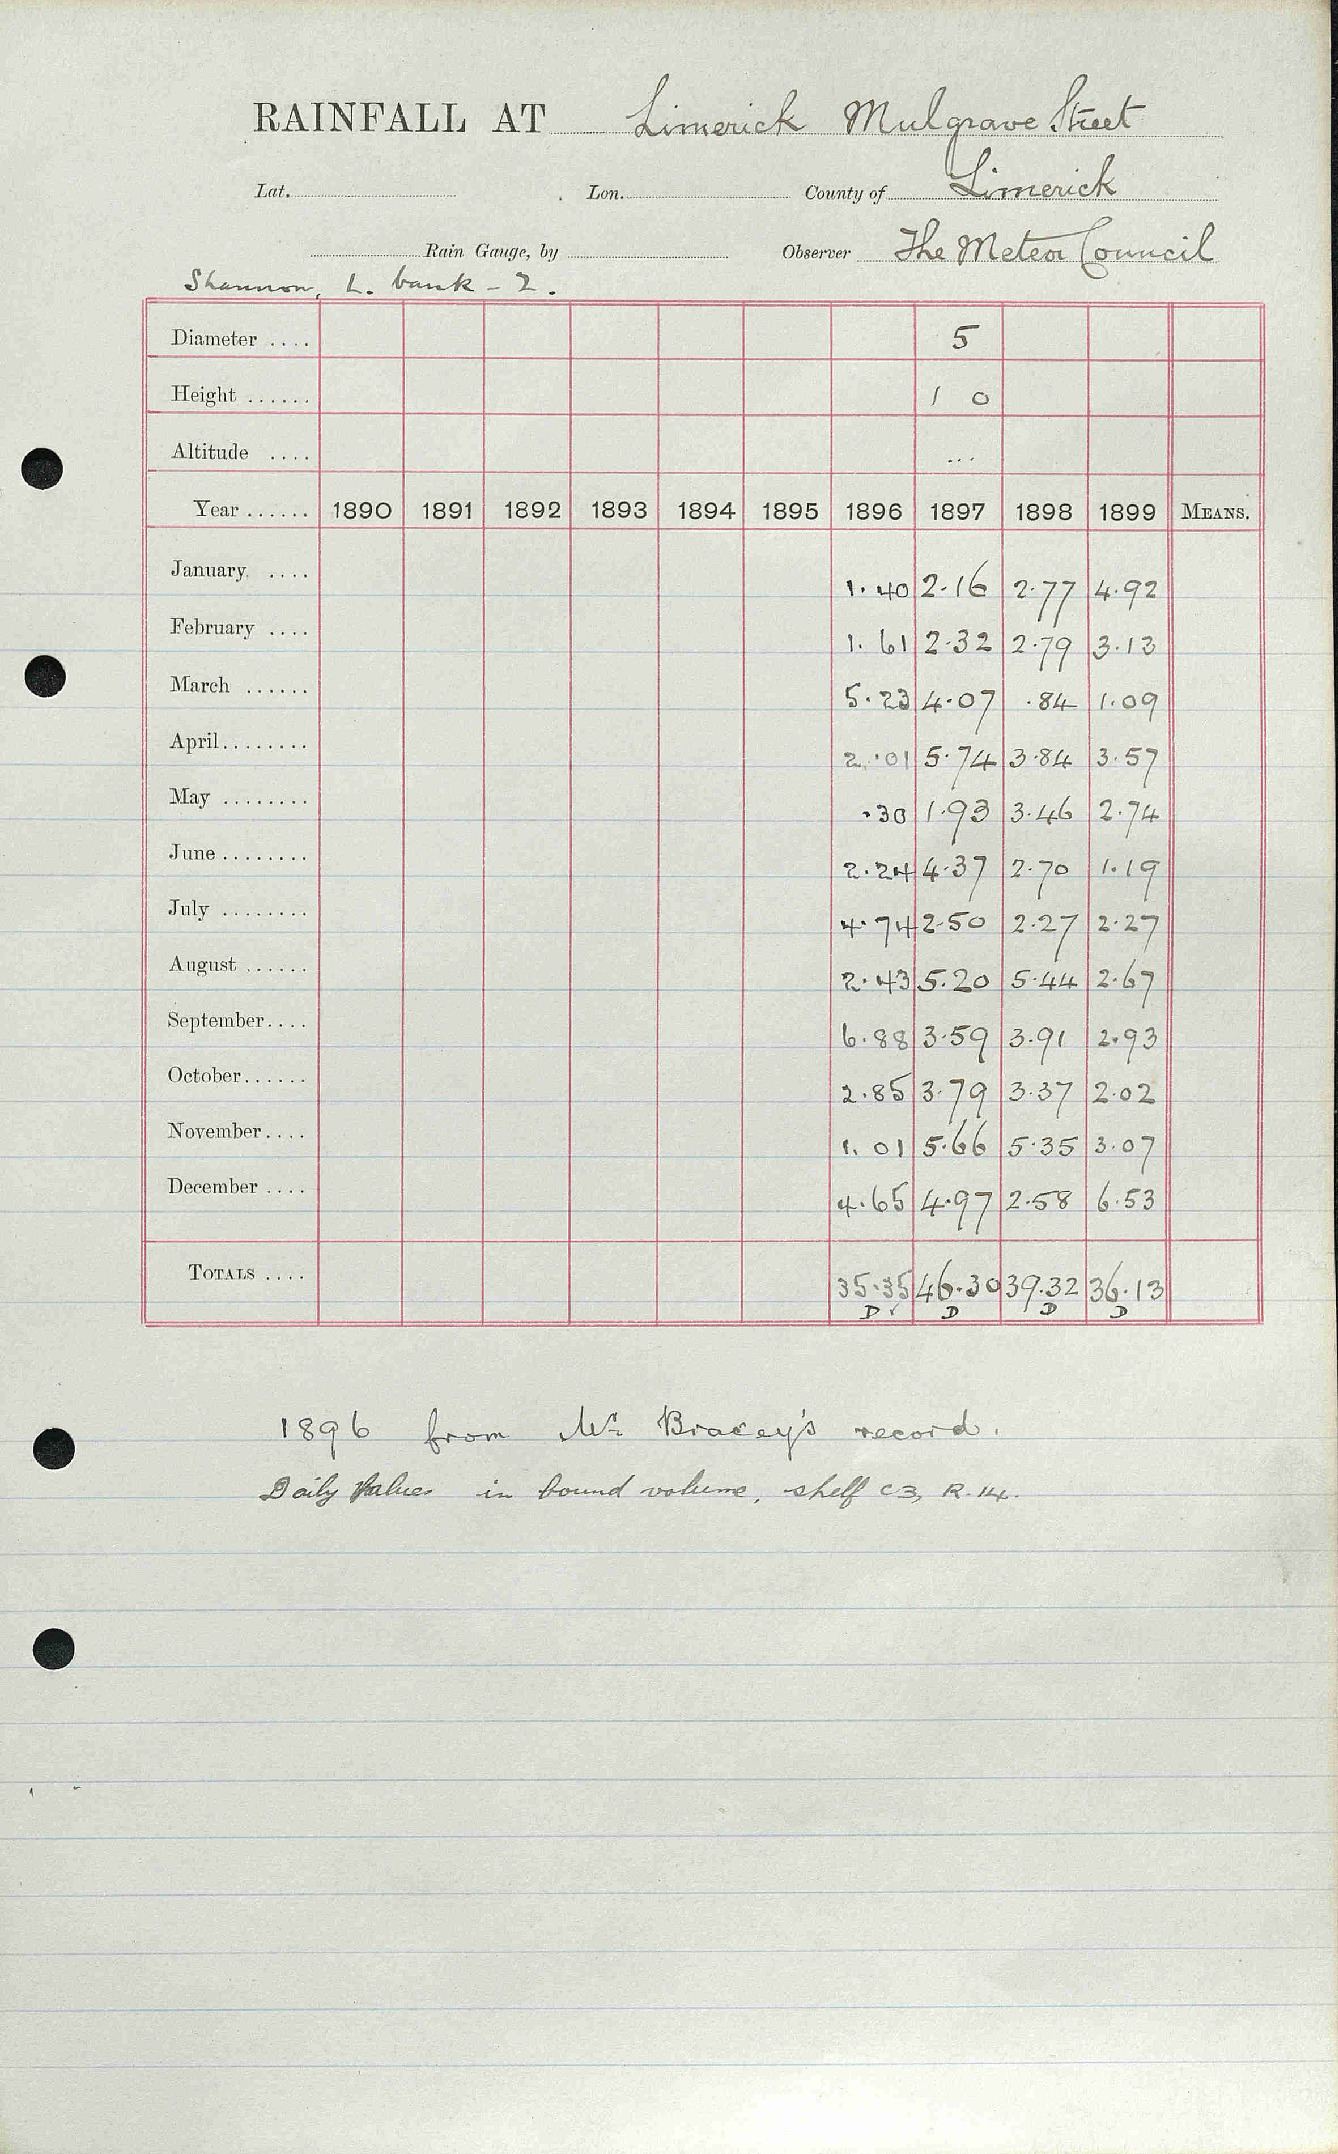 RAINFALL AT Limerick Mulgrave Street
Lat. Lon. County of Limerick
Rain Gauge, by Observer The Meteor Council
Shannon, L. bank - 2.
Diameter .... 5
Height ...... 1 0
Altitude .... ...
Year ...... 1890 1891 1892 1893 1894 1895 1896 1897 1898 1899 MEANS.
January .... 1.40 2.16 2.77 4.92
February .... 1.61 2.32 2.79 3.13
March ...... 5.23 4.07 .84 1.09
April........ 2.01 5.74 3.84 3.57
May ........ .30 1.93 3.46 2.74
June ........ 2.24 4.37 2.70 1.19
July ........ 4.74 2.50 2.27 2.27
August ...... 2.43 5.20 5.44 2.67
September.... 6.88 3.59 3.91 2.93
October...... 2.85 3.79 3.37 2.02
November.... 1.01 5.66 5.35 3.07
December .... 4.65 4.97 2.58 6.53
TOTALS .... 35.35 46.30 39.32 36.13
D ✓ D D D
1896 from Mr Bracey's record.
Daily Values in bound volume, shelf C3, R.14.